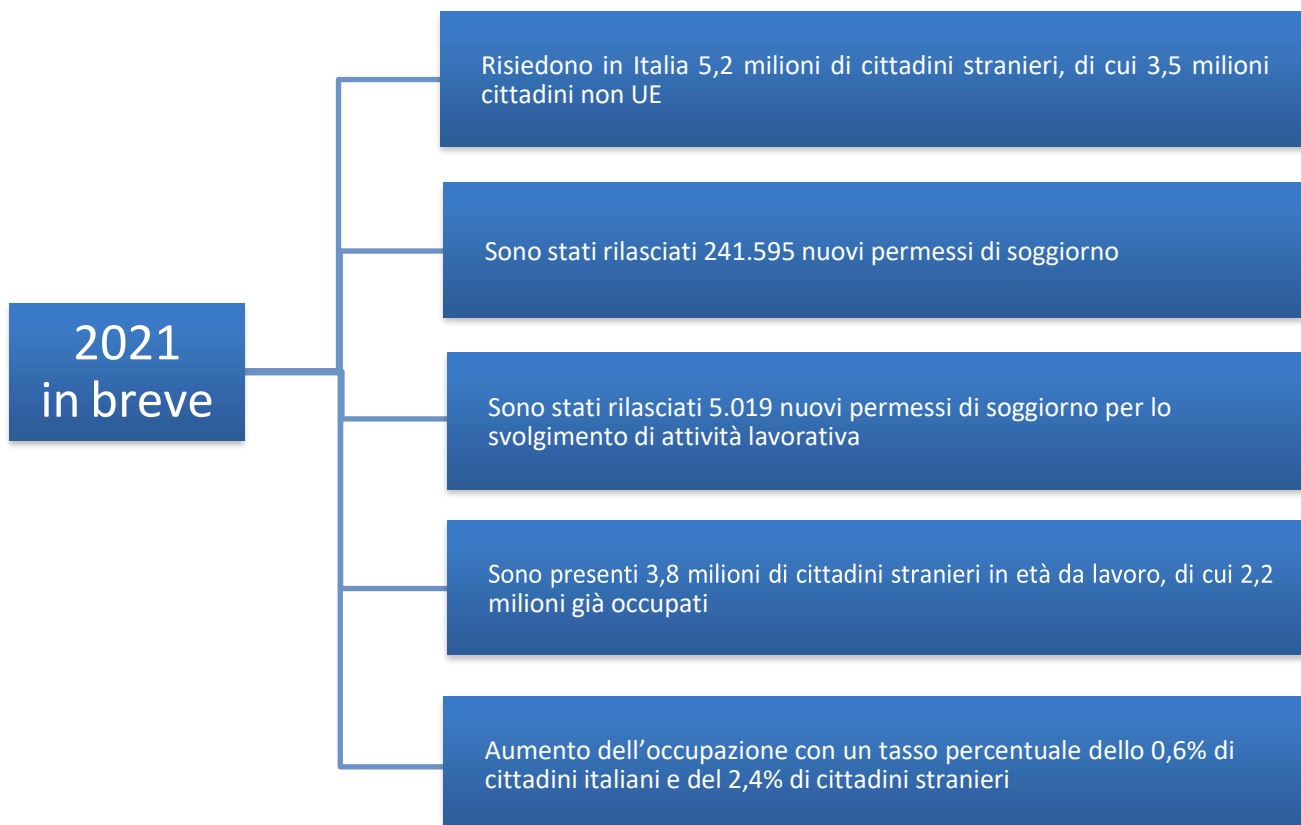 Risiedono in Italia 5,2 milioni di cittadini stranieri, di cui 3,5 milioni
cittadini non UE
Sono stati rilasciati 241.595 nuovi permessi di soggiorno
2021
in breve
Sono stati rilasciati 5.019 nuovi permessi di soggiorno per lo
svolgimento di attività lavorativa
Sono presenti 3,8 milioni di cittadini stranieri in età da lavoro, di cui 2,2
milioni già occupati
Aumento dell’occupazione con un tasso percentuale dello 0,6% di
cittadini italiani e del 2,4% di cittadini stranieri